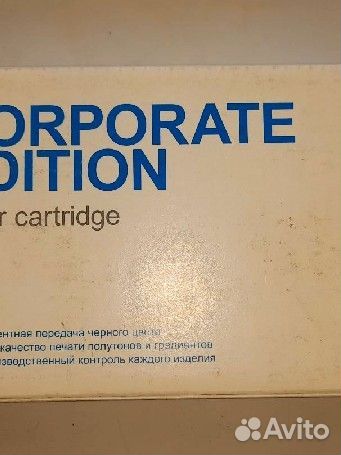 ORPORATE
DITION
r cartridge
ентная передача черного цвета
качество печати полутонов и градиентов
изводственный контроль каждого изделия
Avito